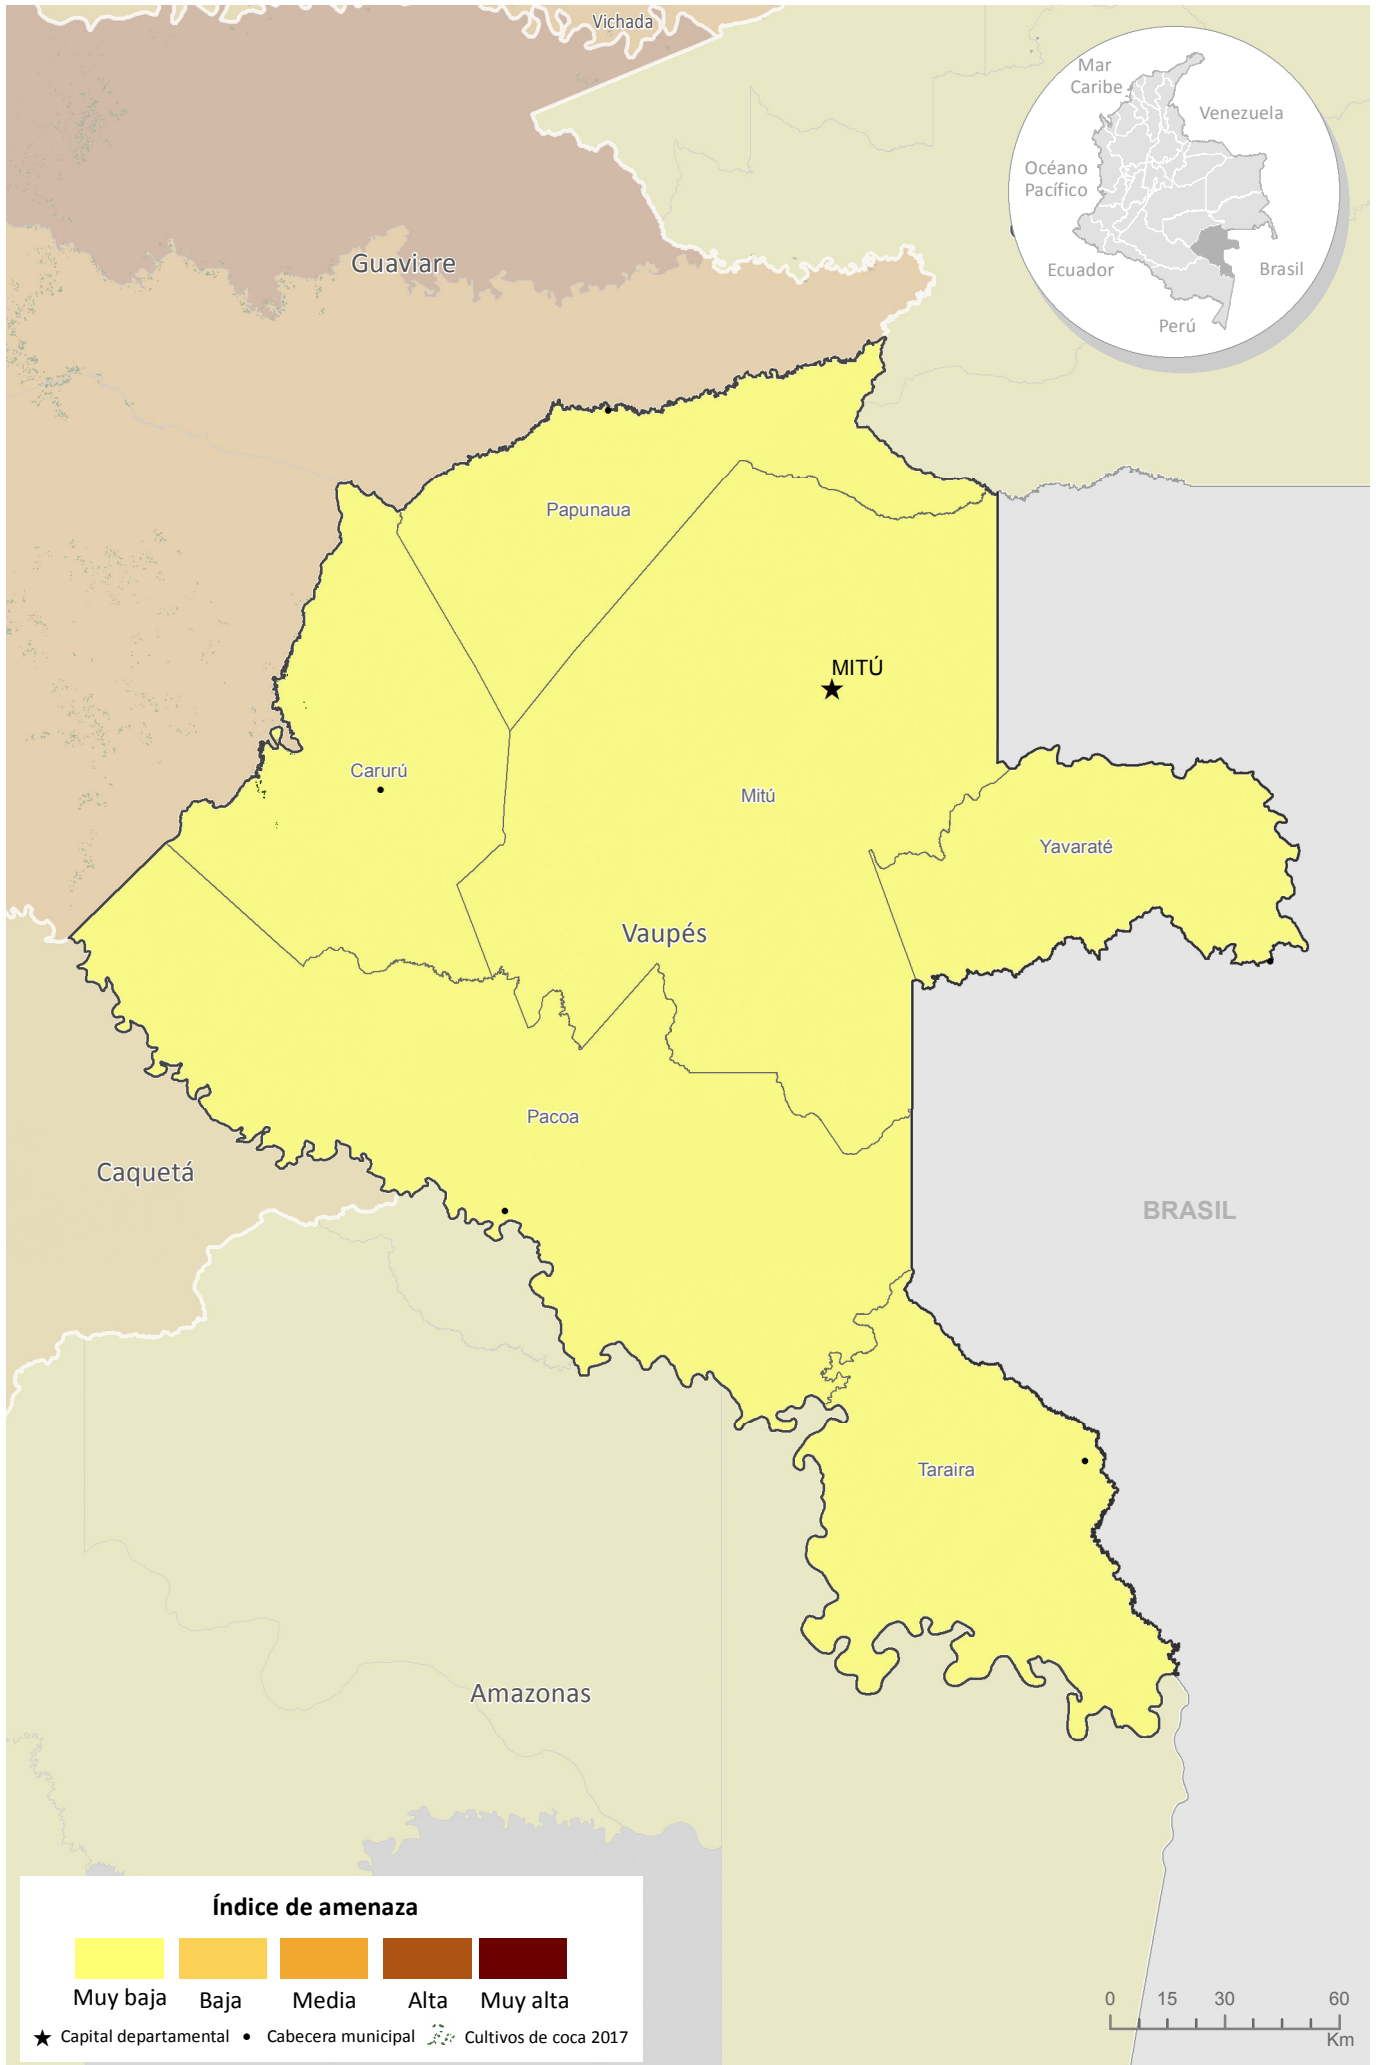 Vichada
Mar
Caribe
Venezuela
Océano
Pacífico
Ecuador
Brasil
Perú
Guaviare
Papunaua
MITÚ
Carurú
Mitú
Yavaraté
Vaupés
Pacoa
Caquetá
BRASIL
Taraira
Amazonas
Índice de amenaza
Muy baja Baja Media Alta Muy alta
Capital departamental Cabecera municipal Cultivos de coca 2017
0 15 30 60
Km